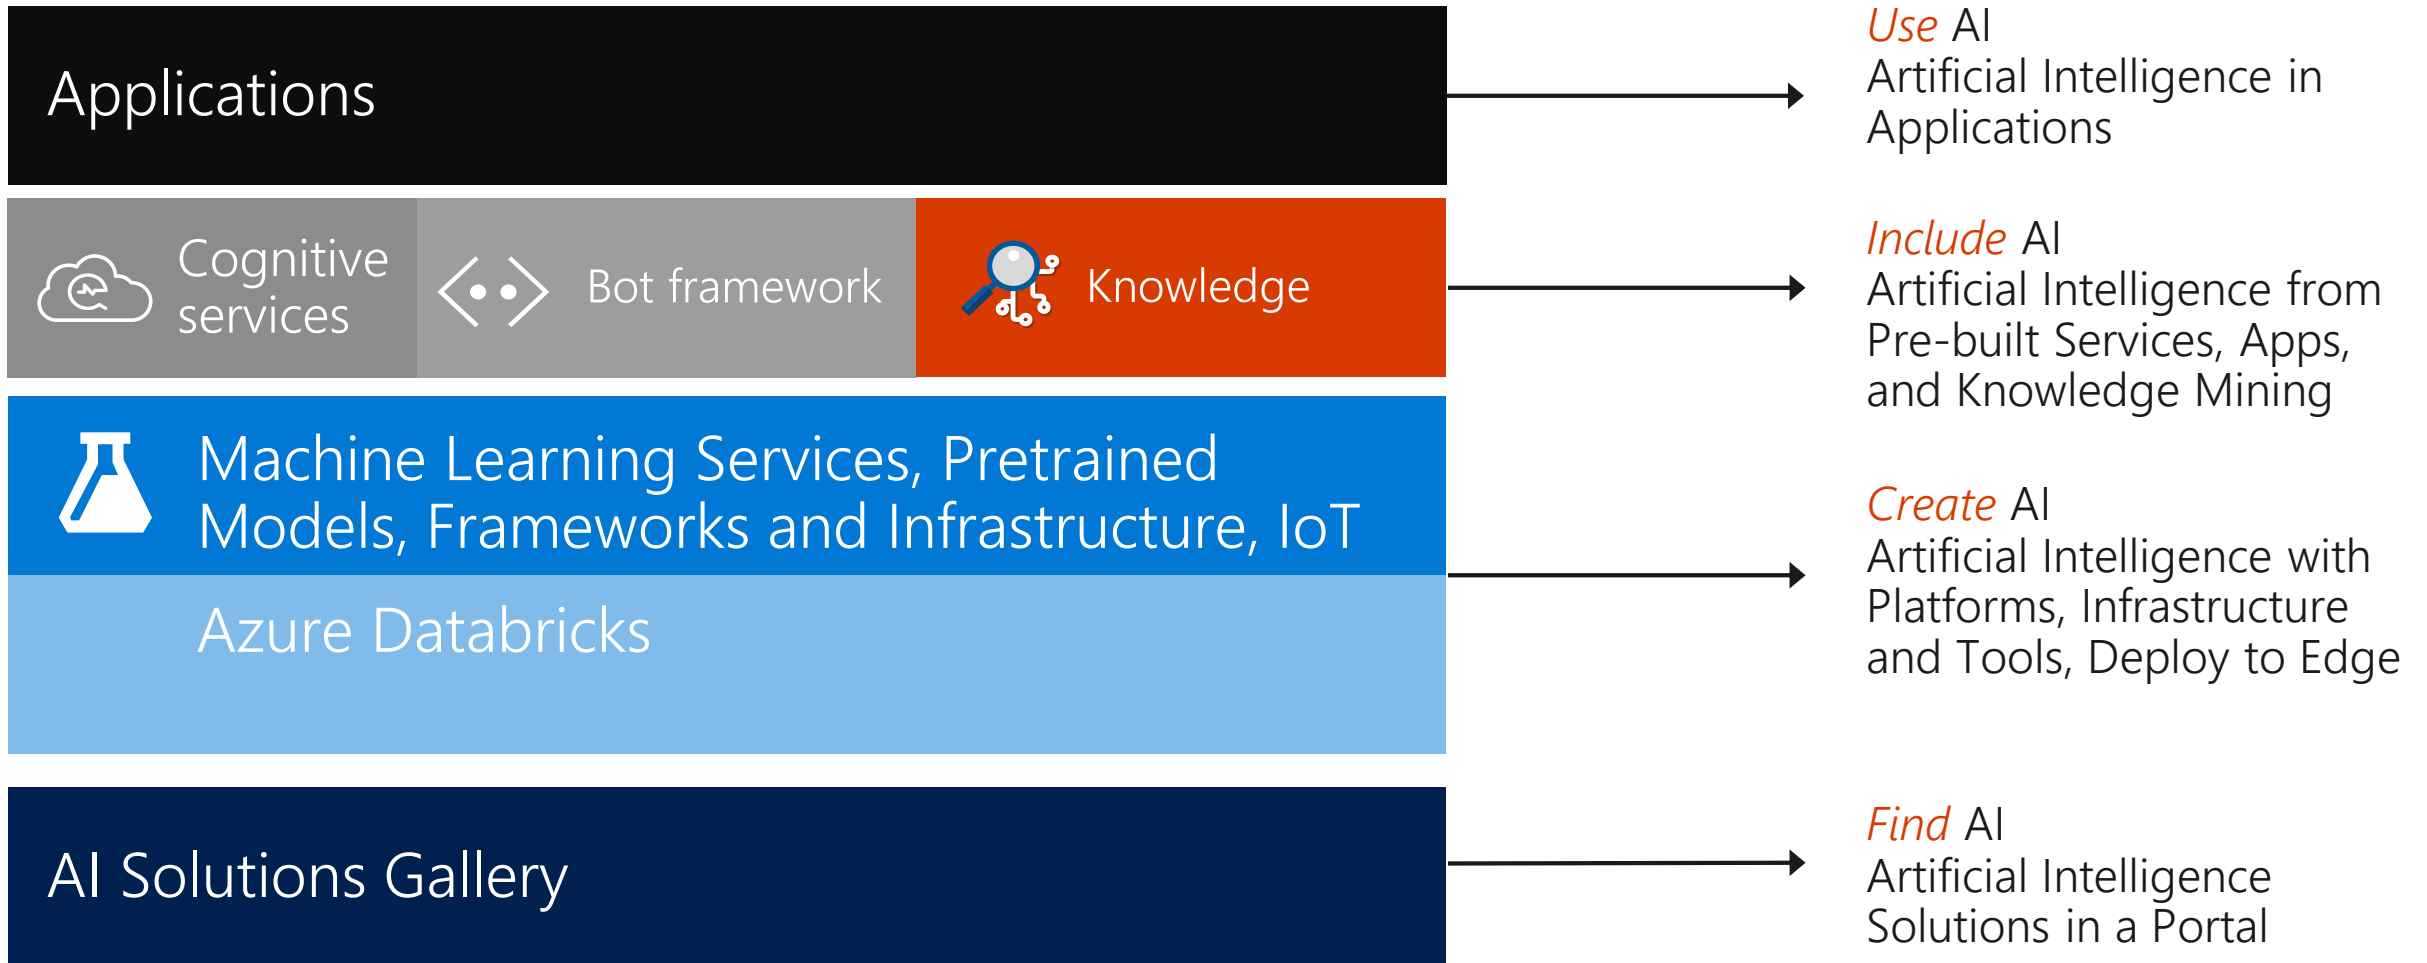 Applications
Use AI
Artificial Intelligence in
Applications
Cognitive
services
Bot framework
Knowledge
Include AI
Artificial Intelligence from
Pre-built Services, Apps,
and Knowledge Mining
Machine Learning Services, Pretrained
Models, Frameworks and Infrastructure, IoT
Azure Databricks
Create AI
Artificial Intelligence with
Platforms, Infrastructure
and Tools, Deploy to Edge
AI Solutions Gallery
Find AI
Artificial Intelligence
Solutions in a Portal